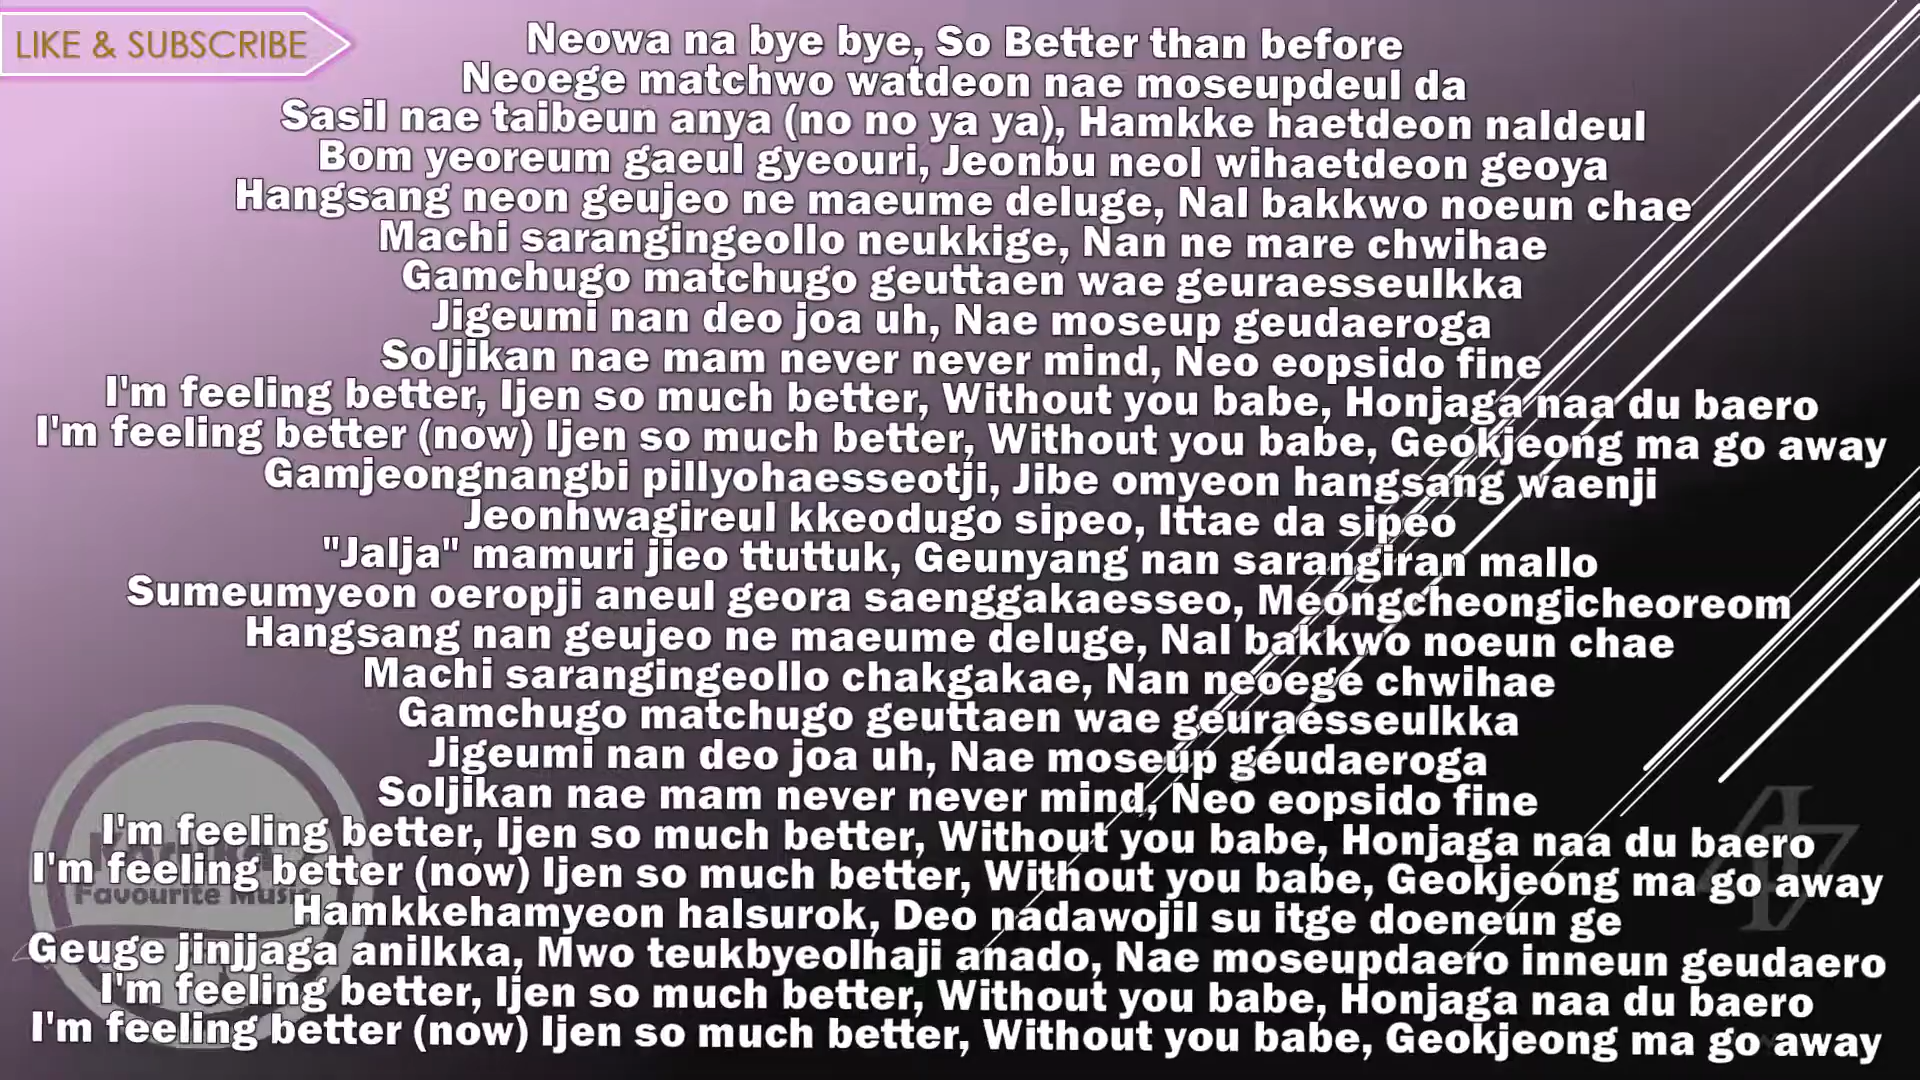 LIKE & SUBSCRIBE
Neowa na bye bye, So Better than before
Neoege matchwo watdeon nae moseupdeul da
Sasil nae taibeun anya (no no ya ya), Hamkke haetdeon naldeul
Bom yeoreum gaeul gyeouri, Jeonbu neol wihaetdeon geoya
Hangsang neon geujeo ne maeume deluge, Nal bakkwo noeun chae
Machi sarangingeollo neukkige, Nan ne mare chwihae
Gamchugo matchugo geuttaen wae geuraesseulkka
Jigeumi nan deo joa uh, Nae moseup geudaeroga
Soljikan nae mam never never mind, Neo eopsido fine
I'm feeling better, Ijen so much better, Without you babe, Honjaga naa du baero
I'm feeling better (now) Ijen so much better, Without you babe, Geokjeong ma go away
Gamjeongnangbi pillyohaesseotji, Jibe omyeon hangsang waenji
Jeonhwagireul kkeodugo sipeo, Ittae da sipeo
"Jalja" mamuri jieo ttuttuk, Geunyang nan sarangiran mallo
Sumeumyeon oeropji aneul geora saenggakaesseo, Meongcheongicheoreom
Hangsang nan geujeo ne maeume deluge, Nal bakkwo noeun chae
Machi sarangingeollo chakgakae, Nan neoege chwihae
Gamchugo matchugo geuttaen wae geuraesseulkka
Jigeumi nan deo joa uh, Nae moseup geudaeroga
Soljikan nae mam never never mind, Neo eopsido fine
I'm feeling better, Ijen so much better, Without you babe, Honjaga naa du baero
I'm feeling better (now) Ijen so much better, Without you babe, Geokjeong ma go away
Favourite Music
Hamkkehamyeon halsurok, Deo nadawojil su itge doeneun ge
Geuge jinjjaga anilkka, Mwo teukbyeolhaji anado, Nae moseupdaero inneun geudaero
I'm feeling better, Ijen so much better, Without you babe, Honjaga naa du baero
I'm feeling better (now) Ijen so much better, Without you babe, Geokjeong ma go away